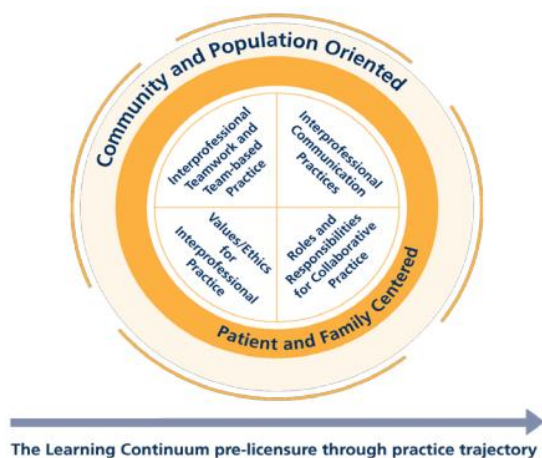 Community and Population Oriented
Interprofessional
Teamwork and
Team-based
Practice
Interprofessional
Communication
Practices
Values/Ethics
for
Interprofessional
Practice
Roles and
Responsibilities
for Collaborative
Practice
Patient and Family Centered
The Learning Continuum pre-licensure through practice trajectory